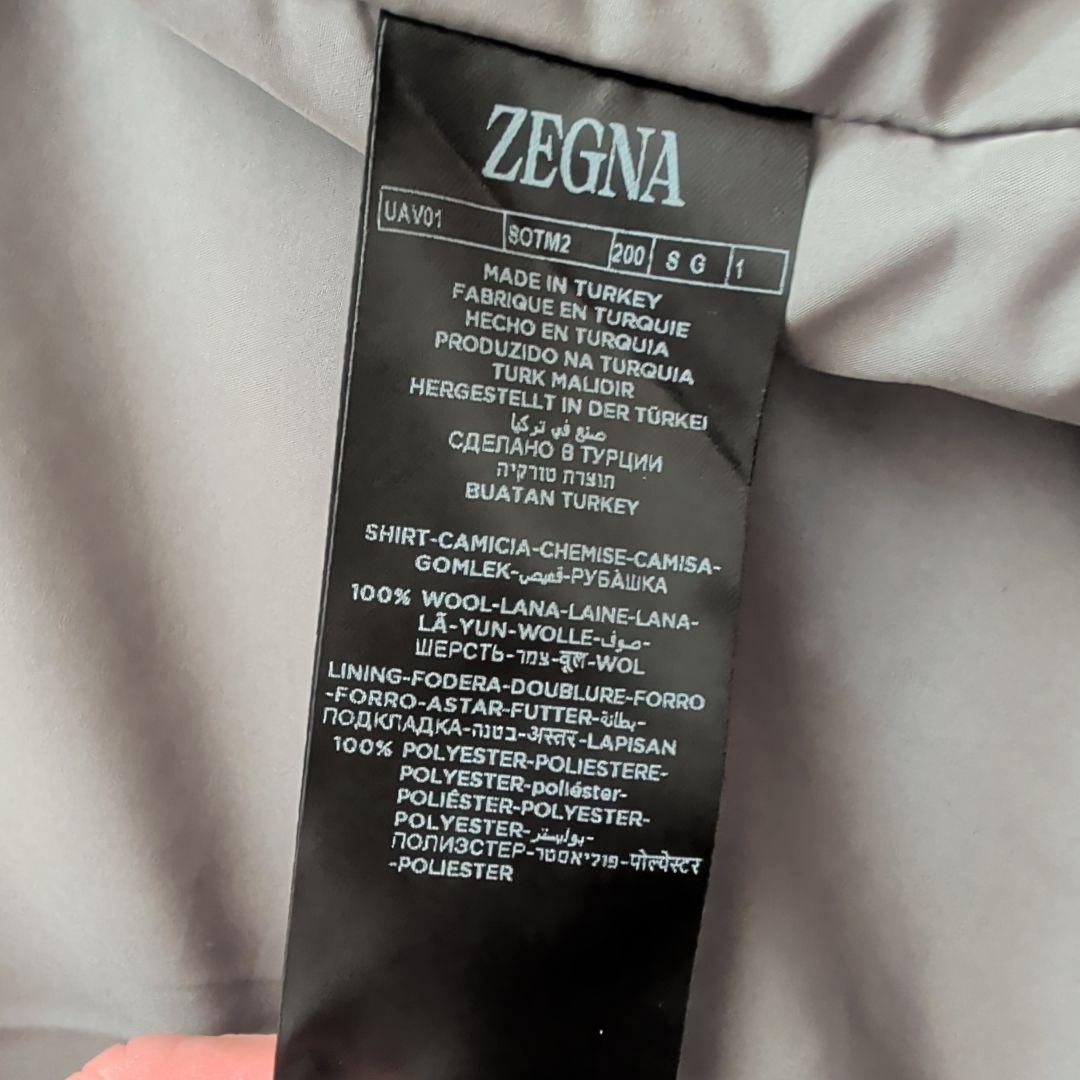 ZEGNA
UAV01 SOTM2 200 S G 1
MADE IN TURKEY
FABRIQUE EN TURQUIE
HECHO EN TURQUIA
PRODUZIDO NA TURQUIA
TURK MALIDIR
HERGESTELLT IN DER TÜRKEI
صنع في تركيا
СДЕЛАНО В ТУРЦИИ
תוצרת טורקיה
BUATAN TURKEY
SHIRT-CAMICIA-CHEMISE-CAMISA-
GOMLEK-قميص-РУБАШКА
100% WOOL-LANA-LAINE-LANA-
LÃ-YUN-WOLLE-صوف-
ШЕРСТЬ-צמר-वूल-WOL
LINING-FODERA-DOUBLURE-FORRO
-FORRO-ASTAR-FUTTER-بطانة-
ПОДКЛАДКА-בטנה-अस्तर-LAPISAN
100% POLYESTER-POLIESTERE-
POLYESTER-poliéster-
POLIÉSTER-POLYESTER-
POLYESTER-بوليستر-
ПОЛИЭСТЕР-פוליאסטר-पोल्येस्टर
-POLIESTER